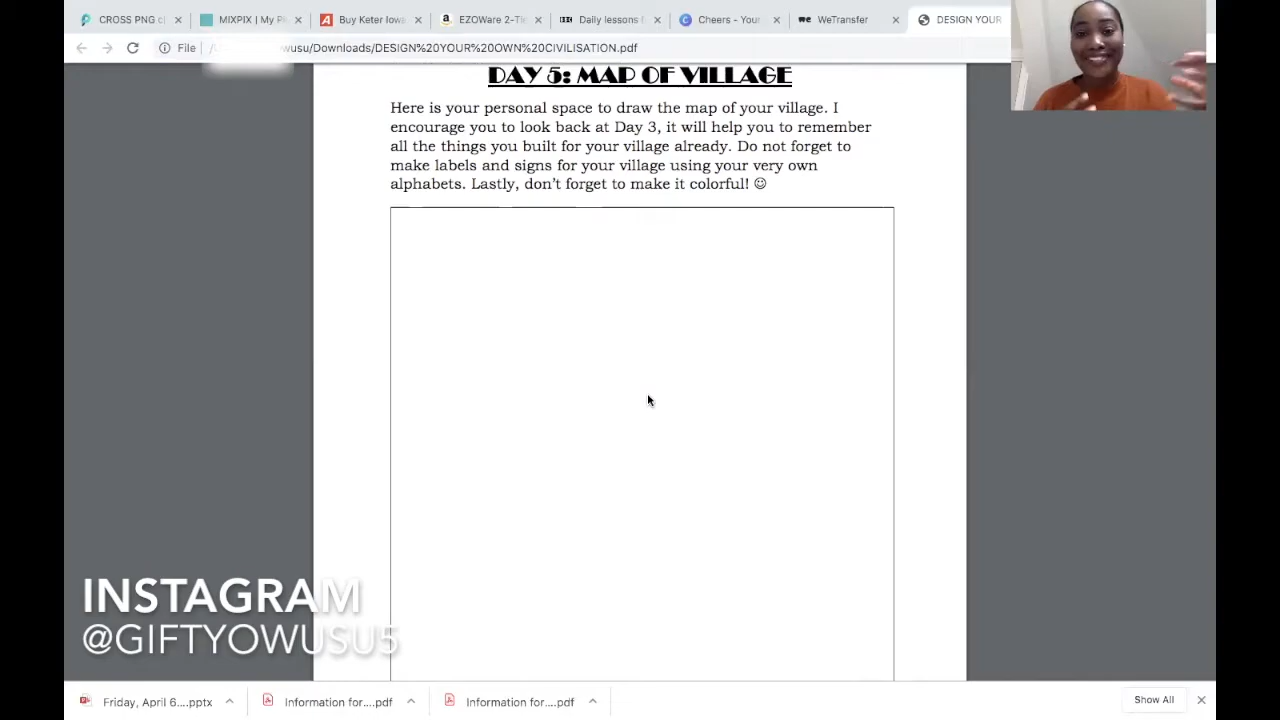 CROSS PNG c
MIXPIX | My Pi
Buy Keter Iowa
EZOWare 2-Tie
Daily lessons f
Cheers - Your
WeTransfer
DESIGN YOUR
File
wusu/Downloads/DESIGN%20YOUR%20OWN%20CIVILISATION.pdf
DAY 5: MAP OF VILLAGE
Here is your personal space to draw the map of your village. I
encourage you to look back at Day 3, it will help you to remember
all the things you built for your village already. Do not forget to
make labels and signs for your village using your very own
alphabets. Lastly, don't forget to make it colorful! ☺
INSTAGRAM
@GIFTYOWUSU5
Friday, April 6....pptx
Information for....pdf
Information for....pdf
Show All